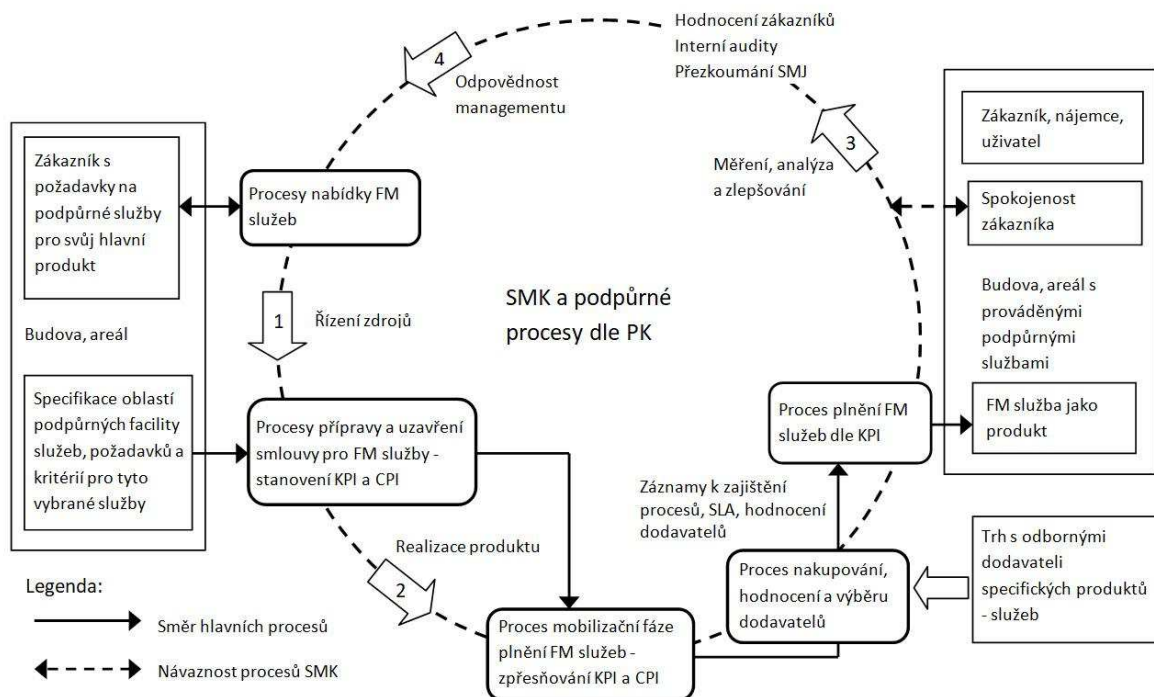 Hodnocení zákazníků
Interní audity
Přezkoumání SMJ
4
Odpovědnost
managementu
Zákazník s
požadavky na
podpůrné služby
pro svůj hlavní
produkt
Procesy nabídky FM
služeb
3
Měření, analýza
a zlepšování
Zákazník, nájemce,
uživatel
Spokojenost
zákazníka
Budova, areál
1
Řízení zdrojů
SMK a podpůrné
procesy dle PK
Budova, areál s
prováděnými
podpůrnými
službami
Specifikace oblastí
podpůrných facility
služeb, požadavků a
kritérií pro tyto
vybrané služby
Procesy přípravy a uzavření
smlouvy pro FM služby -
stanovení KPI a CPI
Proces plnění FM
služeb dle KPI
FM služba jako
produkt
Záznamy k zajištění
procesů, SLA, hodnocení
dodavatelů
Realizace produktu
2
Proces nakupování,
hodnocení a výběru
dodavatelů
Trh s odbornými
dodavateli
specifických produktů
- služeb
Proces mobilizační fáze
plnění FM služeb -
zpřesňování KPI a CPI
Legenda:
Směr hlavních procesů
Návaznost procesů SMK